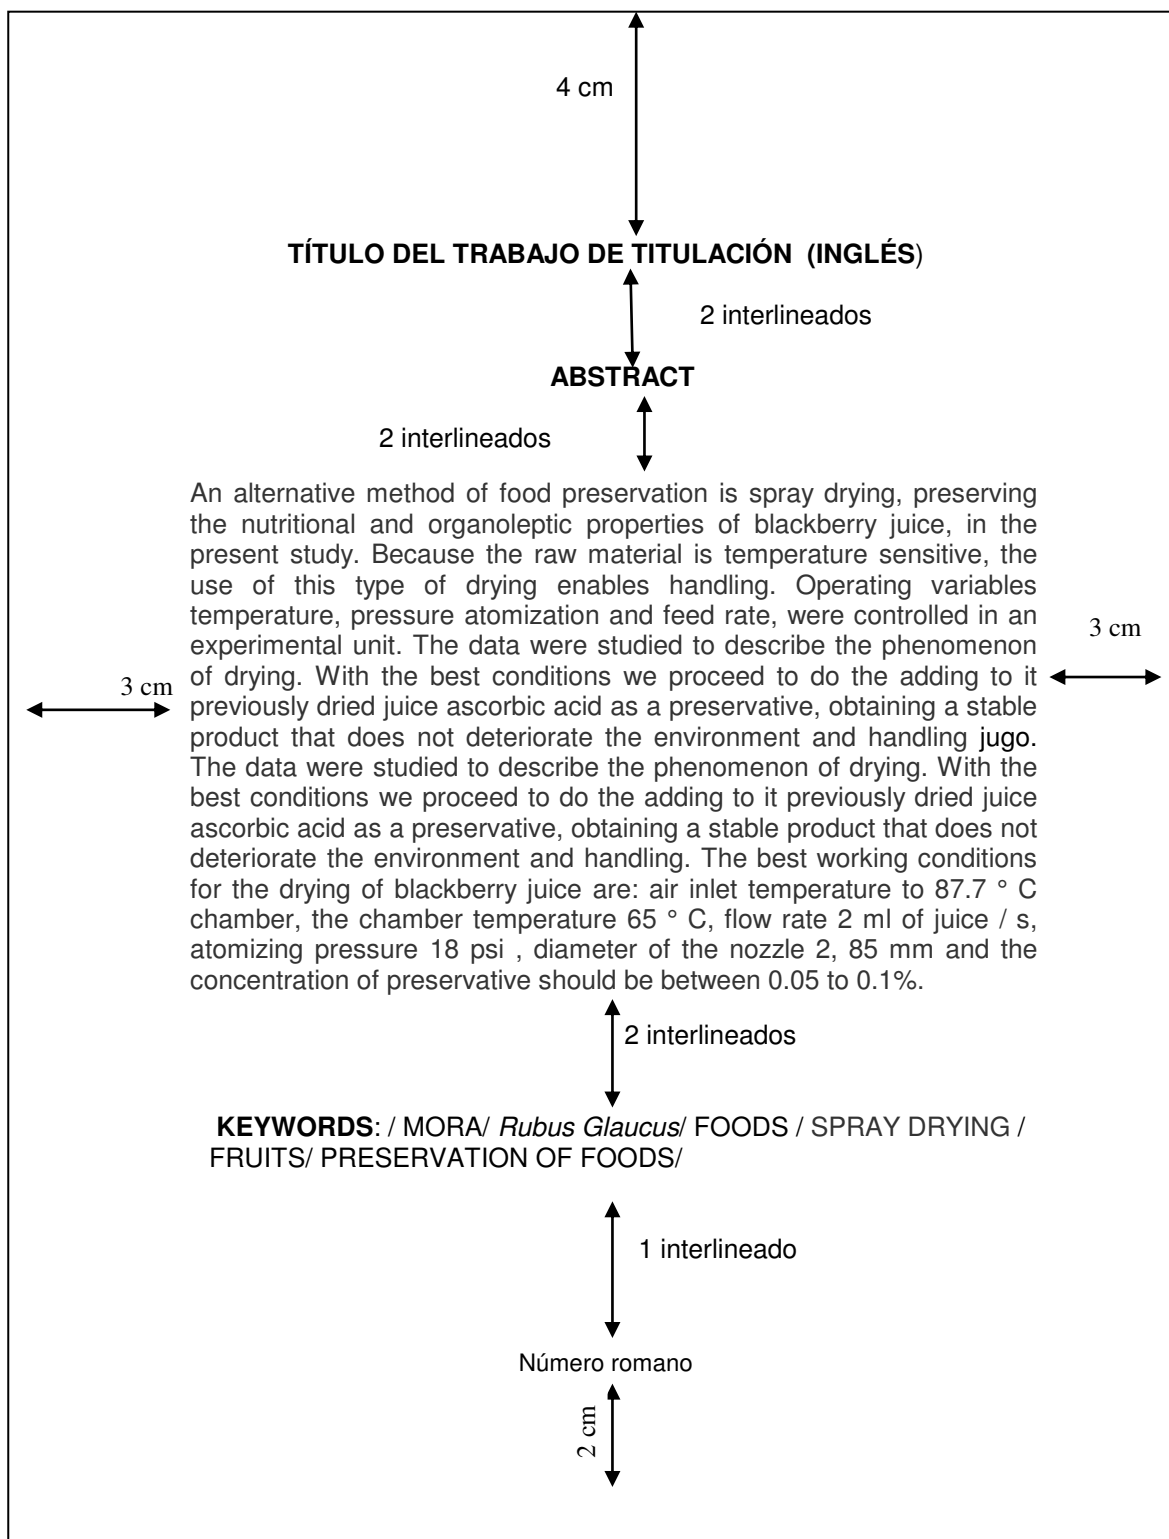 4 cm
TÍTULO DEL TRABAJO DE TITULACIÓN (INGLÉS)
2 interlineados
ABSTRACT
2 interlineados
An alternative method of food preservation is spray drying, preserving
the nutritional and organoleptic properties of blackberry juice, in the
present study. Because the raw material is temperature sensitive, the
use of this type of drying enables handling. Operating variables
temperature, pressure atomization and feed rate, were controlled in an
experimental unit. The data were studied to describe the phenomenon
of drying. With the best conditions we proceed to do the adding to it
previously dried juice ascorbic acid as a preservative, obtaining a stable
product that does not deteriorate the environment and handling jugo.
The data were studied to describe the phenomenon of drying. With the
best conditions we proceed to do the adding to it previously dried juice
ascorbic acid as a preservative, obtaining a stable product that does not
deteriorate the environment and handling. The best working conditions
for the drying of blackberry juice are: air inlet temperature to 87.7 ° C
chamber, the chamber temperature 65 ° C, flow rate 2 ml of juice / s,
atomizing pressure 18 psi , diameter of the nozzle 2, 85 mm and the
concentration of preservative should be between 0.05 to 0.1%.
3 cm
3 cm
2 interlineados
KEYWORDS: / MORA/ Rubus Glaucus/ FOODS / SPRAY DRYING /
FRUITS/ PRESERVATION OF FOODS/
1 interlineado
Número romano
2 cm